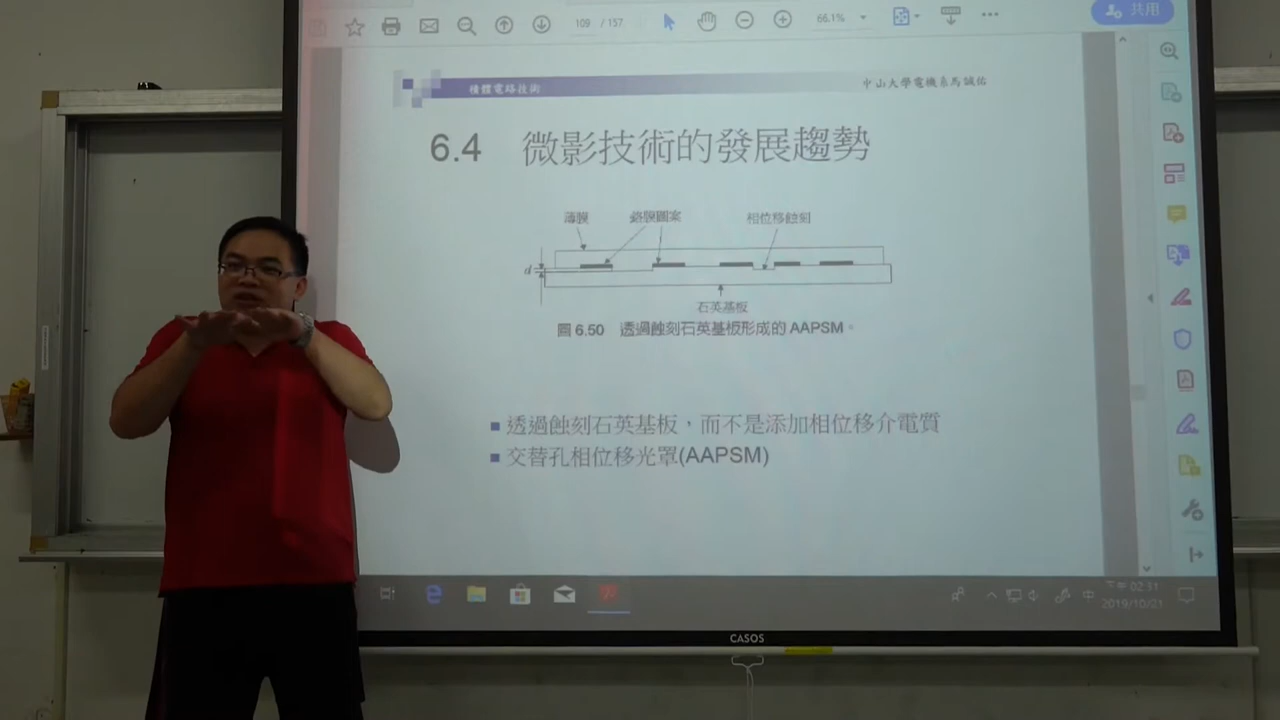 109 / 157
66.1%
共用
積體電路技術
中山大學電機系馬誠佑
6.4 微影技術的發展趨勢
薄膜
鉻膜圖案
相位移蝕刻
d
石英基板
圖 6.50 透過蝕刻石英基板形成的 AAPSM。
■ 透過蝕刻石英基板，而不是添加相位移介電質
■ 交替孔相位移光罩(AAPSM)
中
下午 02:31
2019/10/21
CASOS